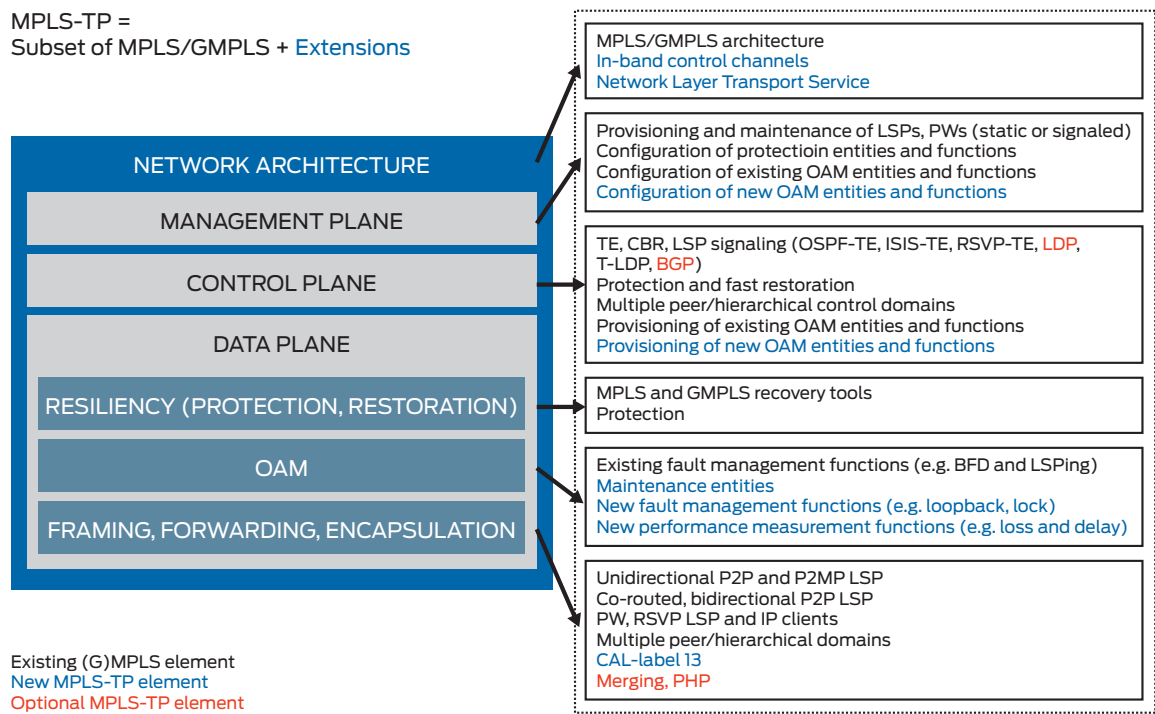 MPLS-TP =
Subset of MPLS/GMPLS + Extensions
NETWORK ARCHITECTURE
MANAGEMENT PLANE
CONTROL PLANE
DATA PLANE
RESILIENCY (PROTECTION, RESTORATION)
OAM
FRAMING, FORWARDING, ENCAPSULATION
MPLS/GMPLS architecture
In-band control channels
Network Layer Transport Service
Provisioning and maintenance of LSPs, PWs (static or signaled)
Configuration of protectioin entities and functions
Configuration of existing OAM entities and functions
Configuration of new OAM entities and functions
TE, CBR, LSP signaling (OSPF-TE, ISIS-TE, RSVP-TE, LDP,
T-LDP, BGP)
Protection and fast restoration
Multiple peer/hierarchical control domains
Provisioning of existing OAM entities and functions
Provisioning of new OAM entities and functions
MPLS and GMPLS recovery tools
Protection
Existing fault management functions (e.g. BFD and LSPing)
Maintenance entities
New fault management functions (e.g. loopback, lock)
New performance measurement functions (e.g. loss and delay)
Unidirectional P2P and P2MP LSP
Co-routed, bidirectional P2P LSP
PW, RSVP LSP and IP clients
Multiple peer/hierarchical domains
CAL-label 13
Merging, PHP
Existing (G)MPLS element
New MPLS-TP element
Optional MPLS-TP element